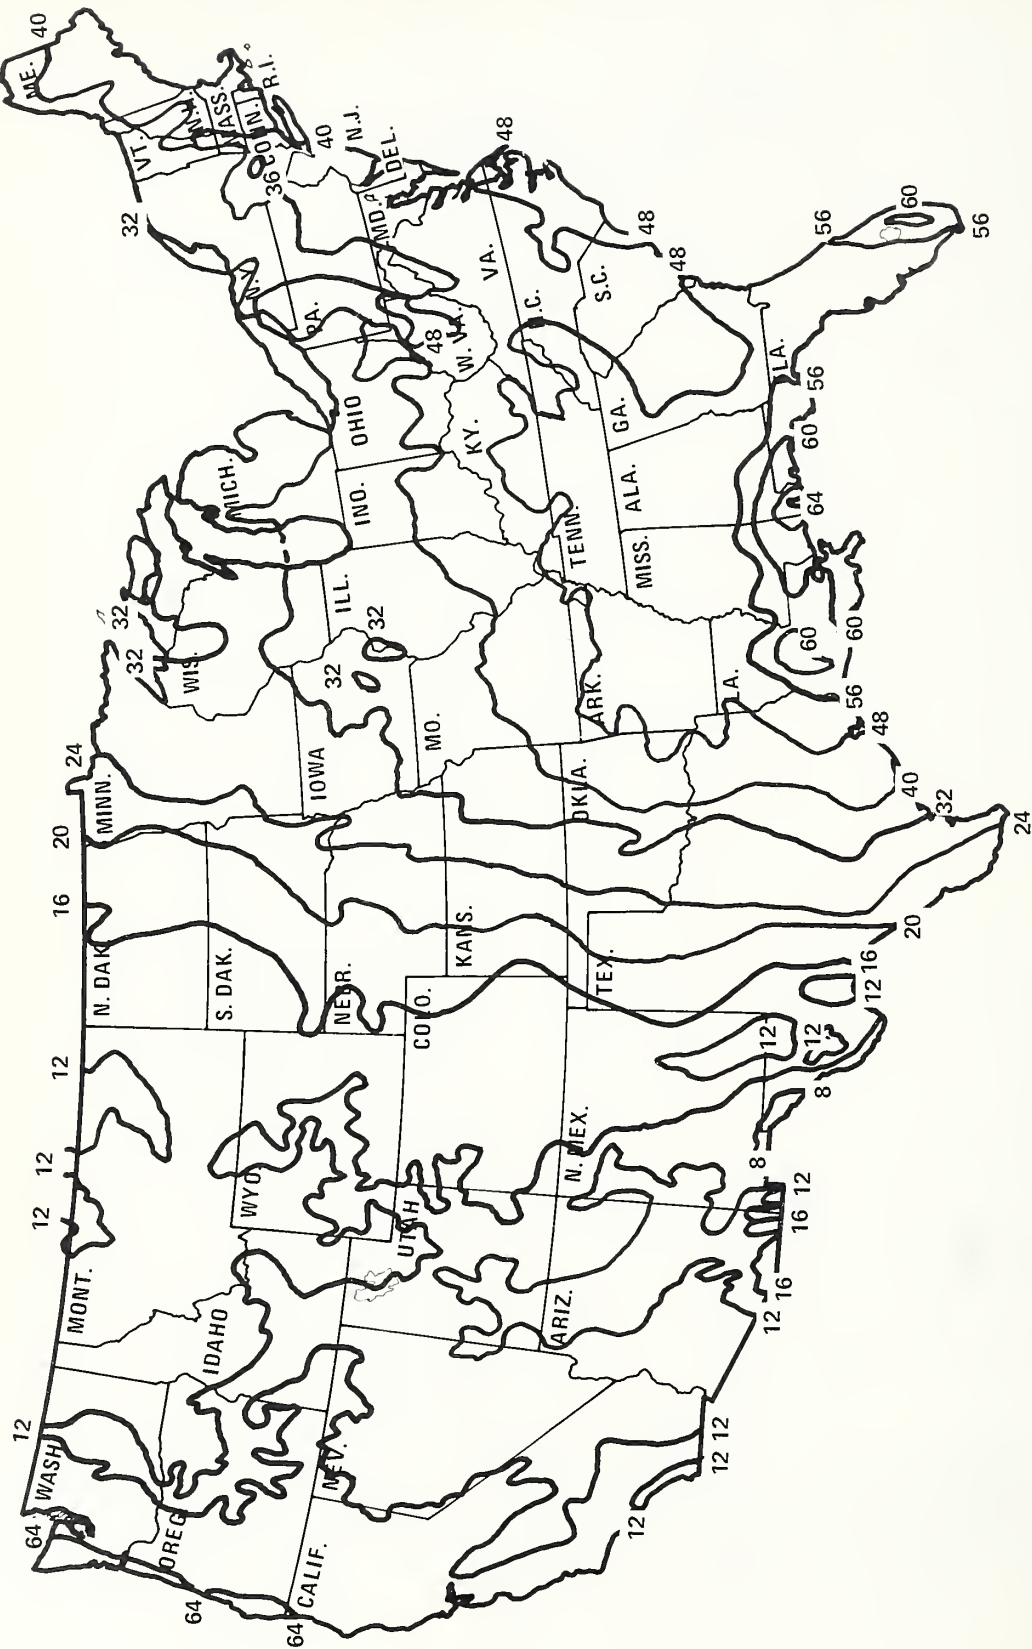 12
12
12
12
16
20
24
32
32
32
40
64
WASH
MONT.
N. DAK.
MINN.
ME.
VT.
N.H.
MASS.
CONN.
R.I.
64
OREG
IDAHO
WYO.
S. DAK.
WIS.
MICH.
N.Y.
36
40
N.J.
64
CALIF.
NEV.
UTAH
COLO.
NEBR.
IOWA
32
32
ILL.
IND.
OHIO
PA.
MD.
DEL.
48
W. VA.
VA.
48
ARIZ.
N. MEX.
KANS.
MO.
KY.
TENN.
N.C.
S.C.
48
48
TEX.
OKLA.
ARK.
MISS.
ALA.
GA.
LA.
LA.
12
12
12
12
16
16
12
8
12
12
8
12
16
20
24
32
40
48
56
60
60
64
60
56
56
60
56